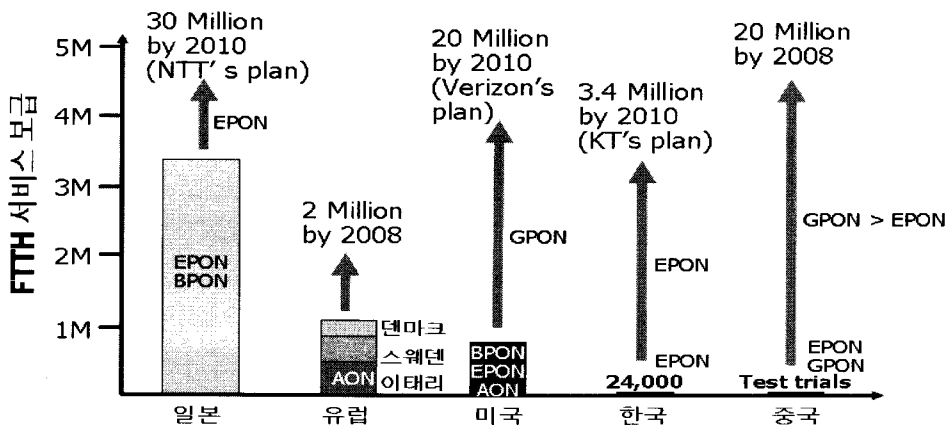 FTTH 서비스보급
5M
4M
3M
2M
1M
30 Million
by 2010
(NTT's plan)
EPON
EPON
BPON
일본
2 Million
by 2008
덴마크
스웨덴
AON
이태리
유럽
20 Million
by 2010
(Verizon's
plan)
GPON
BPON
EPON
AON
미국
3.4 Million
by 2010
(KT's plan)
EPON
EPON
24,000
한국
20 Million
by 2008
GPON > EPON
EPON
GPON
Test trials
중국